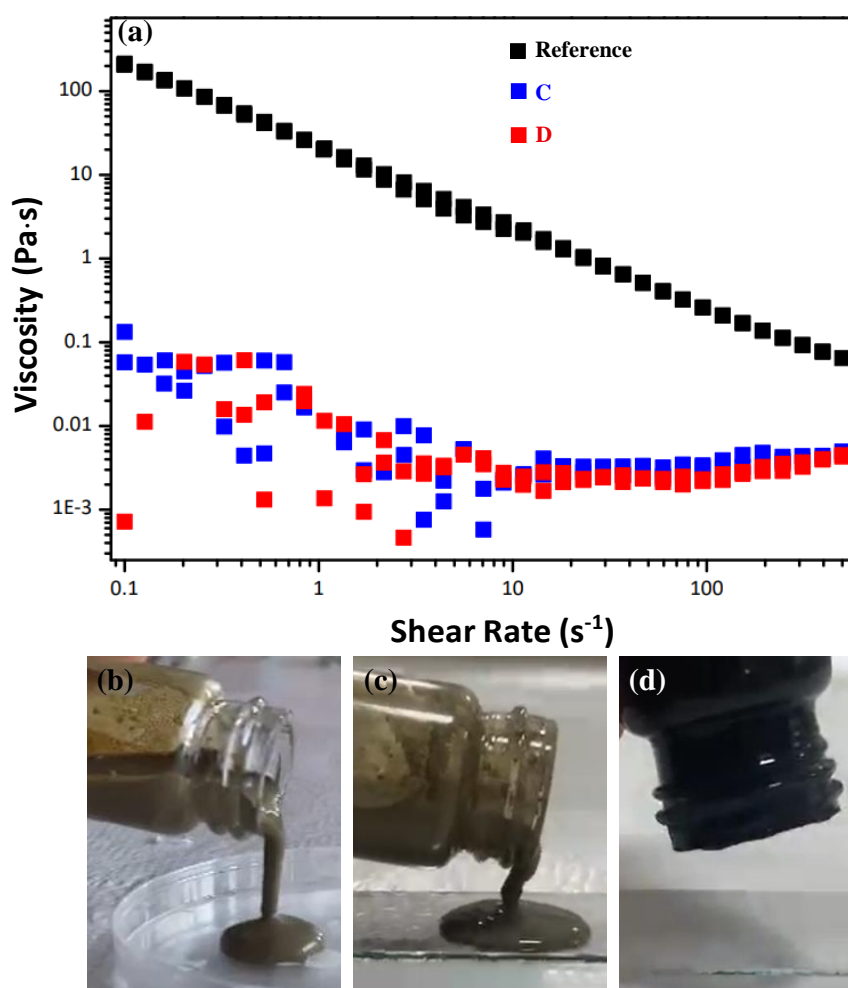 (a)
Reference
C
D
Viscosity (Pa·s)
100
10
1
0.1
0.01
1E-3
0.1 1 10 100
Shear Rate (s⁻¹)
(b) (c) (d)